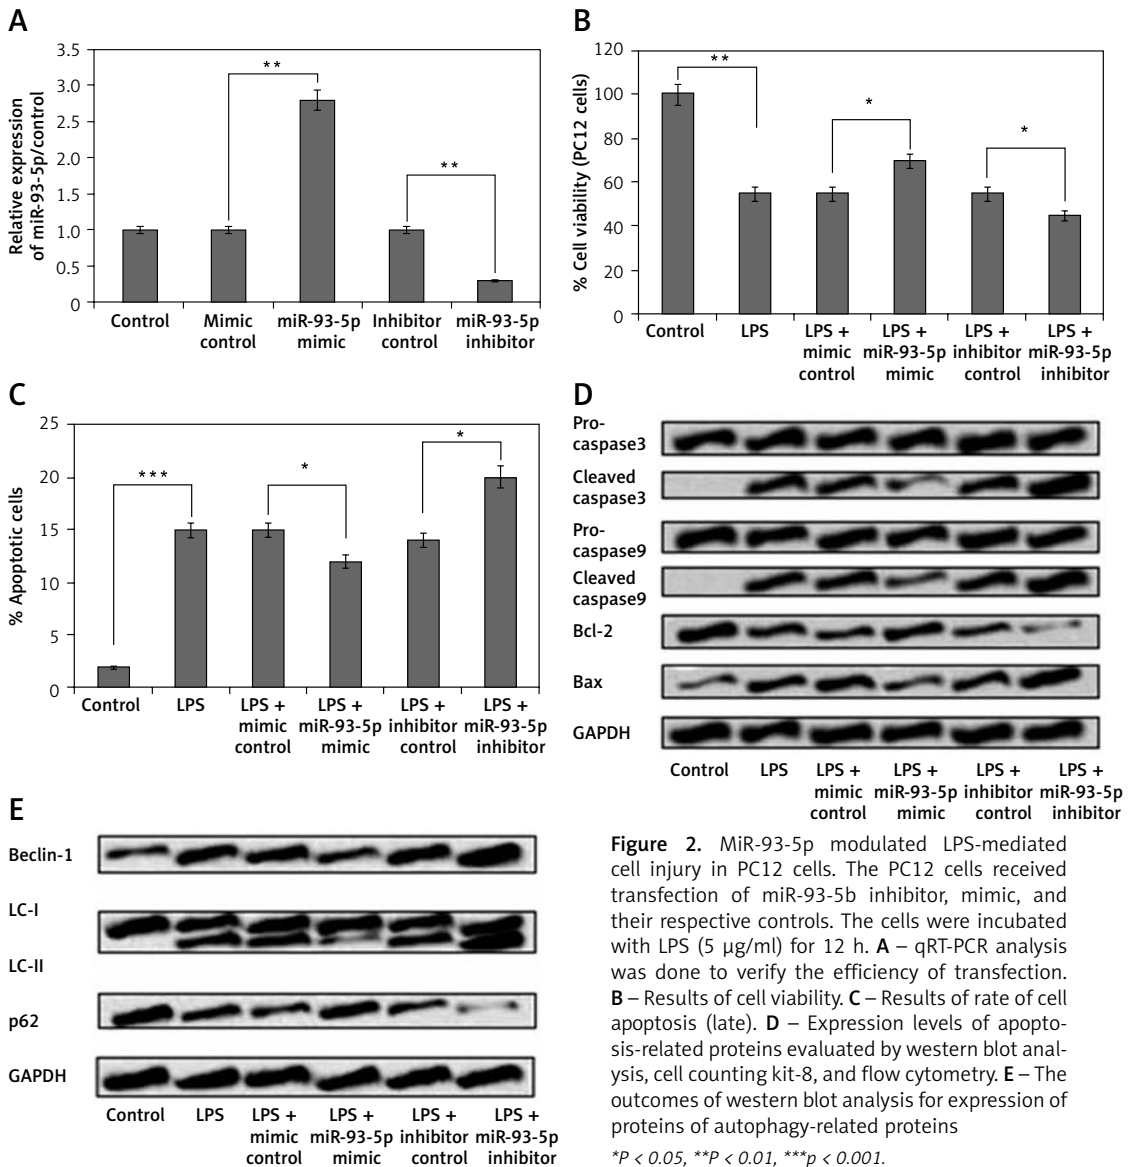 A
3.5
3.0
2.5
2.0
1.5
1.0
0.5
0
Relative expression
of miR-93-5p/control
**
**
Control
Mimic
control
miR-93-5p
mimic
Inhibitor
control
miR-93-5p
inhibitor
B
120
100
80
60
40
20
0
% Cell viability (PC12 cells)
**
*
*
Control
LPS
LPS +
mimic
control
LPS +
miR-93-5p
mimic
LPS +
inhibitor
control
LPS +
miR-93-5p
inhibitor
C
25
20
15
10
5
0
% Apoptotic cells
***
*
*
Control
LPS
LPS +
mimic
control
LPS +
miR-93-5p
mimic
LPS +
inhibitor
control
LPS +
miR-93-5p
inhibitor
D
Pro-
caspase3
Cleaved
caspase3
Pro-
caspase9
Cleaved
caspase9
Bcl-2
Bax
GAPDH
Control
LPS
LPS +
mimic
control
LPS +
miR-93-5p
mimic
LPS +
inhibitor
control
LPS +
miR-93-5p
inhibitor
E
Beclin-1
LC-I
LC-II
p62
GAPDH
Control
LPS
LPS +
mimic
control
LPS +
miR-93-5p
mimic
LPS +
inhibitor
control
LPS +
miR-93-5p
inhibitor
Figure 2. MiR-93-5p modulated LPS-mediated
cell injury in PC12 cells. The PC12 cells received
transfection of miR-93-5b inhibitor, mimic, and
their respective controls. The cells were incubated
with LPS (5 µg/ml) for 12 h. A – qRT-PCR analysis
was done to verify the efficiency of transfection.
B – Results of cell viability. C – Results of rate of cell
apoptosis (late). D – Expression levels of apopto-
sis-related proteins evaluated by western blot anal-
ysis, cell counting kit-8, and flow cytometry. E – The
outcomes of western blot analysis for expression of
proteins of autophagy-related proteins
*P < 0.05, **P < 0.01, ***p < 0.001.